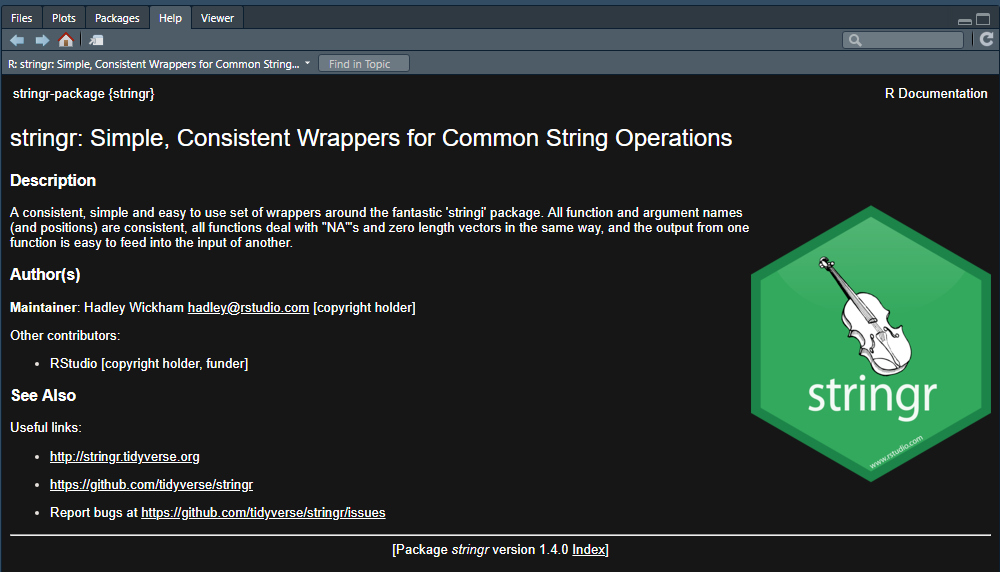 Files Plots Packages Help Viewer
R: stringr: Simple, Consistent Wrappers for Common String... Find in Topic
stringr-package {stringr} R Documentation
stringr: Simple, Consistent Wrappers for Common String Operations
Description
A consistent, simple and easy to use set of wrappers around the fantastic 'stringi' package. All function and argument names
(and positions) are consistent, all functions deal with "NA"'s and zero length vectors in the same way, and the output from one
function is easy to feed into the input of another.
Author(s)
Maintainer: Hadley Wickham hadley@rstudio.com [copyright holder]
Other contributors:
• RStudio [copyright holder, funder]
stringr
www.rstudio.com
See Also
Useful links:
• http://stringr.tidyverse.org
• https://github.com/tidyverse/stringr
• Report bugs at https://github.com/tidyverse/stringr/issues
[Package stringr version 1.4.0 Index]